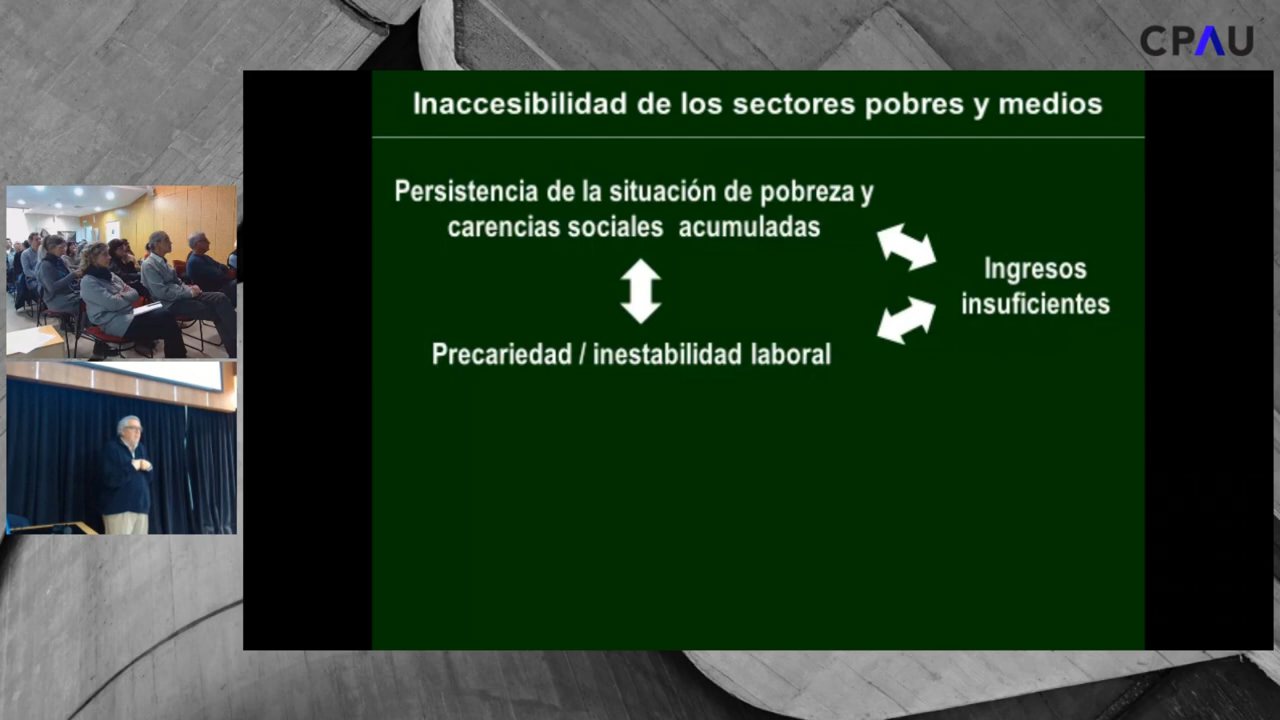 CPAU
Inaccesibilidad de los sectores pobres y medios
Persistencia de la situación de pobreza y
carencias sociales acumuladas
Ingresos
insuficientes
Precariedad / inestabilidad laboral